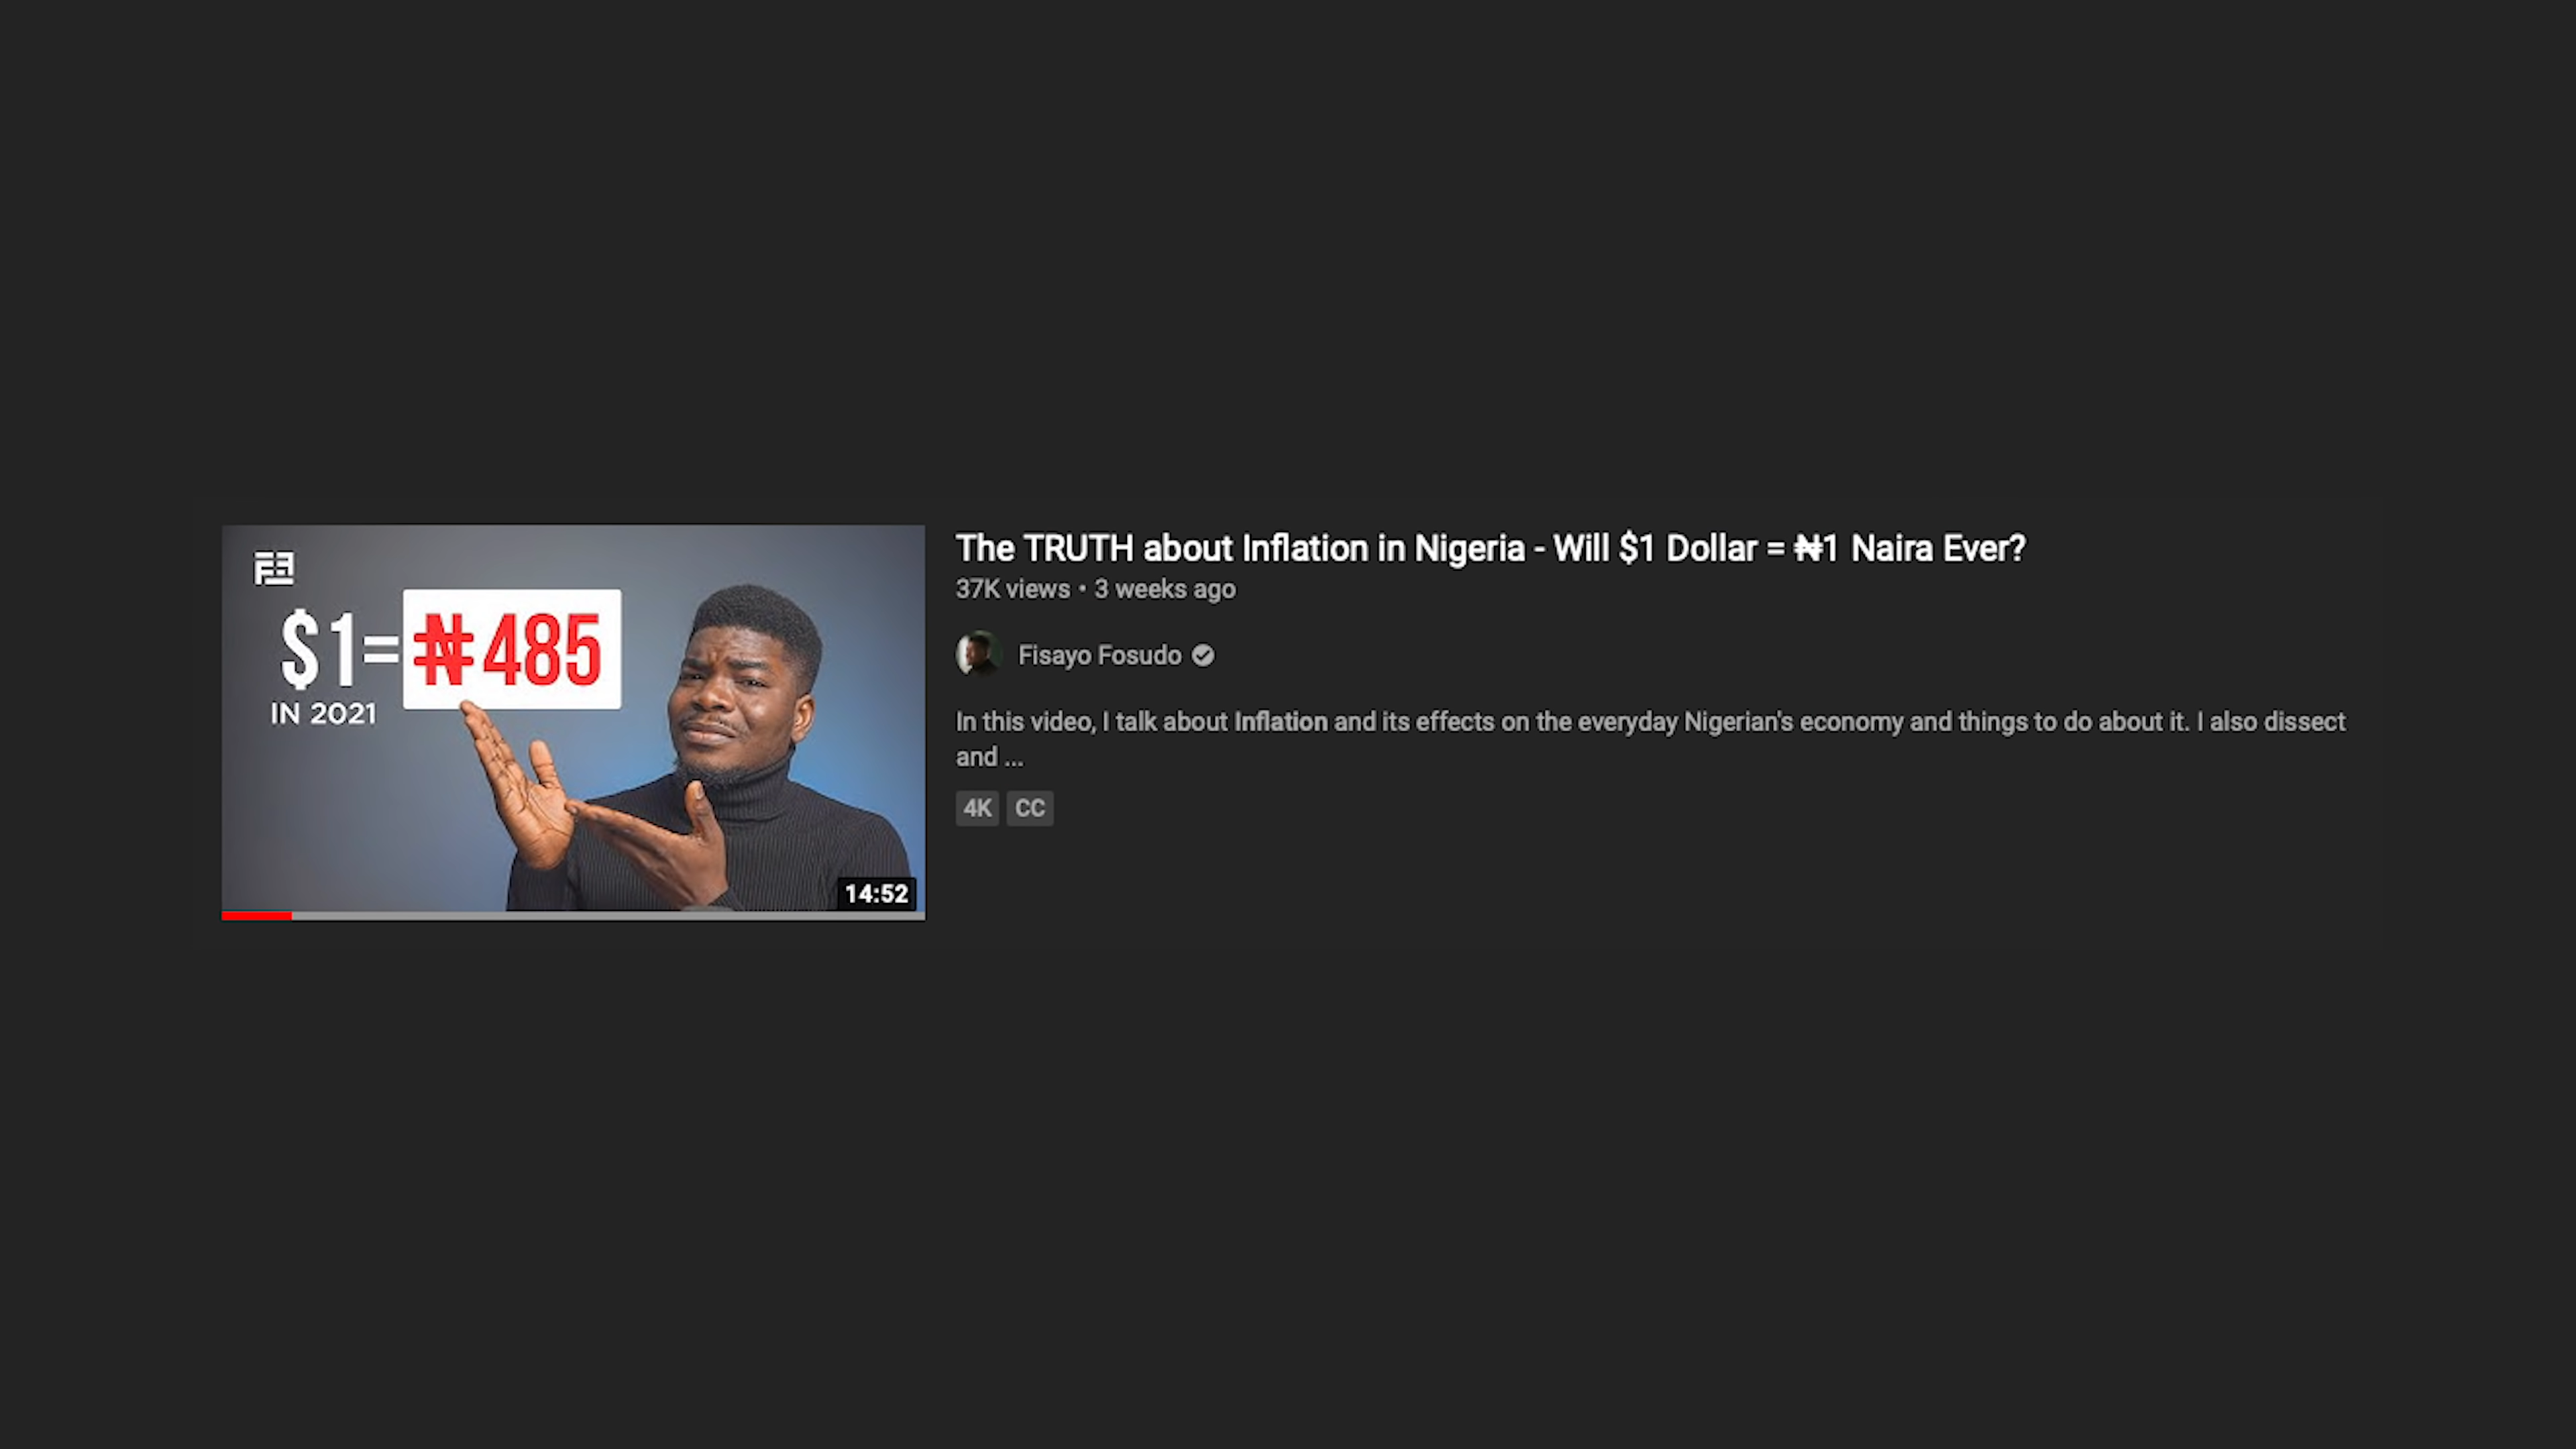 $1=₦485
IN 2021
14:52
The TRUTH about Inflation in Nigeria - Will $1 Dollar = ₦1 Naira Ever?
37K views • 3 weeks ago
Fisayo Fosudo
In this video, I talk about Inflation and its effects on the everyday Nigerian's economy and things to do about it. I also dissect
and ...
4K CC